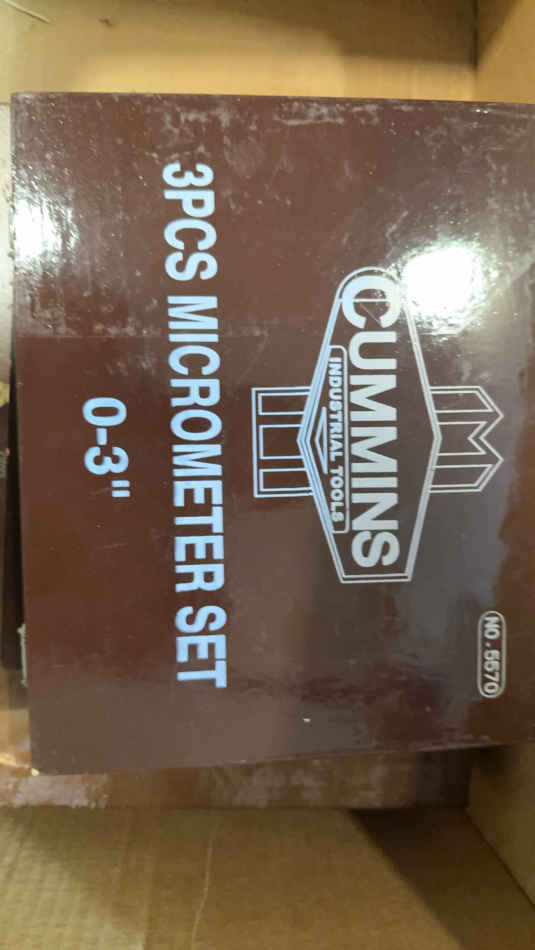 NO.5570
CUMMINS
INDUSTRIAL TOOLS
3PCS MICROMETER SET
0-3"